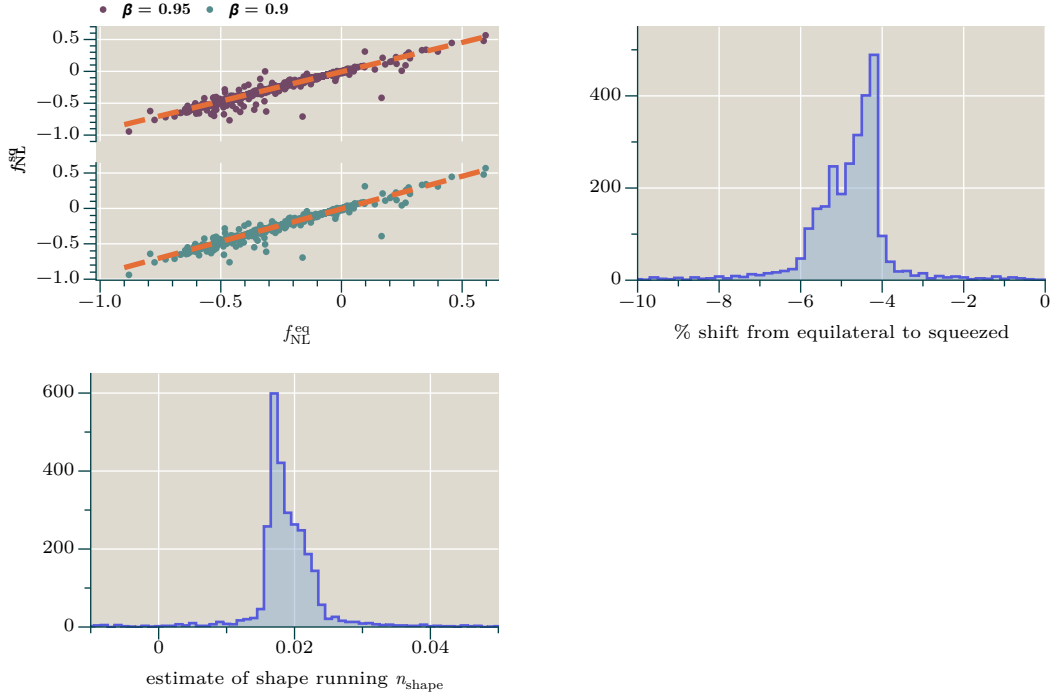 β = 0.95 β = 0.9
0.5
0
−0.5
−1.0
f_NL^sq
0.5
0
−0.5
−1.0
−1.0 −0.5 0 0.5
f_NL^eq
400
200
0
−10 −8 −6 −4 −2 0
% shift from equilateral to squeezed
600
400
200
0
0 0.02 0.04
estimate of shape running n_shape